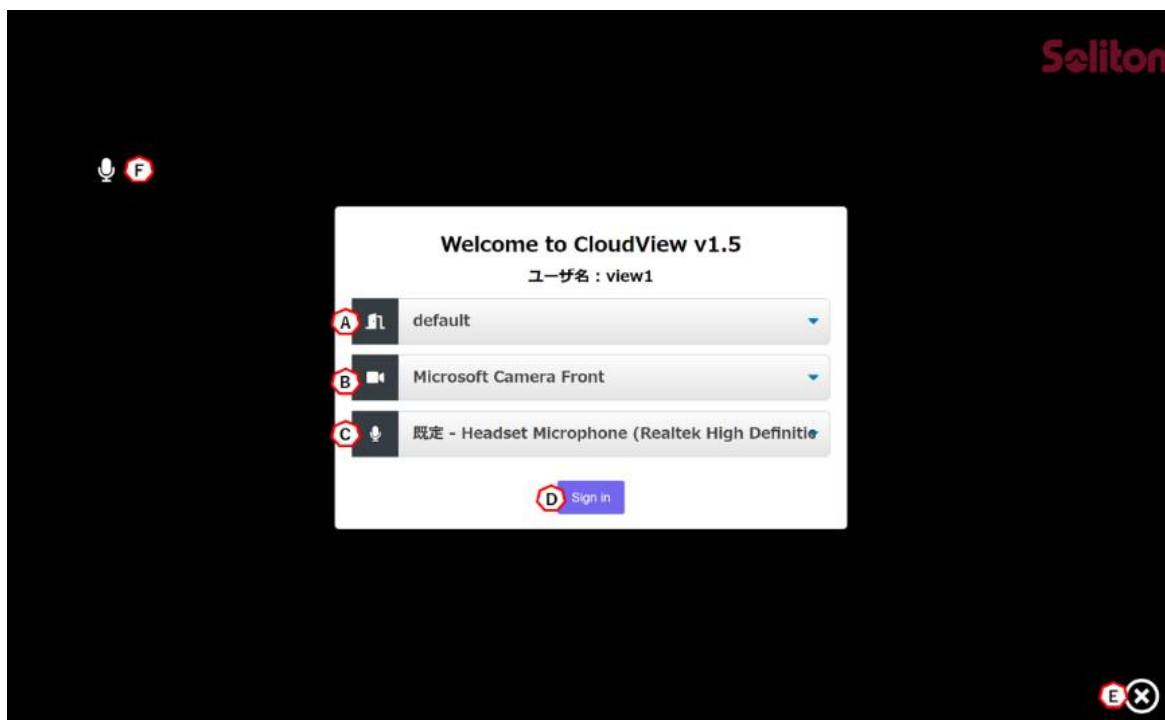 Soliton
F
Welcome to CloudView v1.5
ユーザ名：view1
A default
B Microsoft Camera Front
C 既定 - Headset Microphone (Realtek High Definitio
D Sign in
E